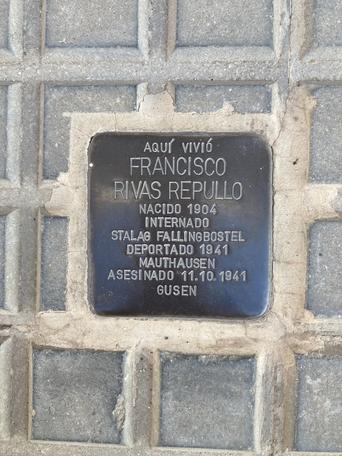 AQUÍ VIVIÓ
FRANCISCO
RIVAS REPULLO
NACIDO 1904
INTERNADO
STALAG FALLINGBOSTEL
DEPORTADO 1941
MAUTHAUSEN
ASESINADO 11.10.1941
GUSEN